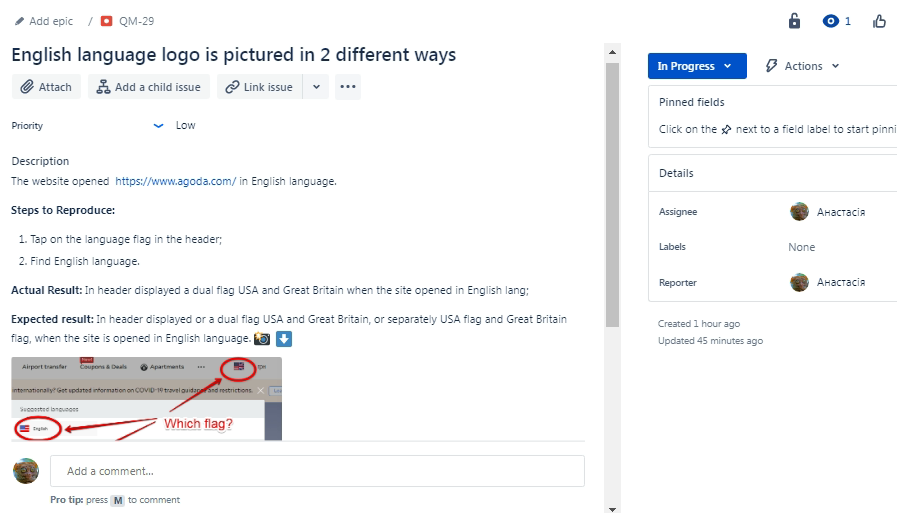 Add epic / QM-29
1
English language logo is pictured in 2 different ways
Attach Add a child issue Link issue
Priority Low
Description
The website opened https://www.agoda.com/ in English language.
Steps to Reproduce:
1. Tap on the language flag in the header;
2. Find English language.
Actual Result: In header displayed a dual flag USA and Great Britain when the site opened in English lang;
Expected result: In header displayed or a dual flag USA and Great Britain, or separately USA flag and Great Britain
flag, when the site is opened in English language.
New!
Airport transfer Coupons & Deals Apartments
internationally? Get updated information on COVID-19 travel guidance and restrictions.
Suggested languages
Which flag?
English
Add a comment...
Pro tip: press M to comment
In Progress Actions
Pinned fields
Click on the next to a field label to start pinni
Details
Assignee Анастасія
Labels None
Reporter Анастасія
Created 1 hour ago
Updated 45 minutes ago